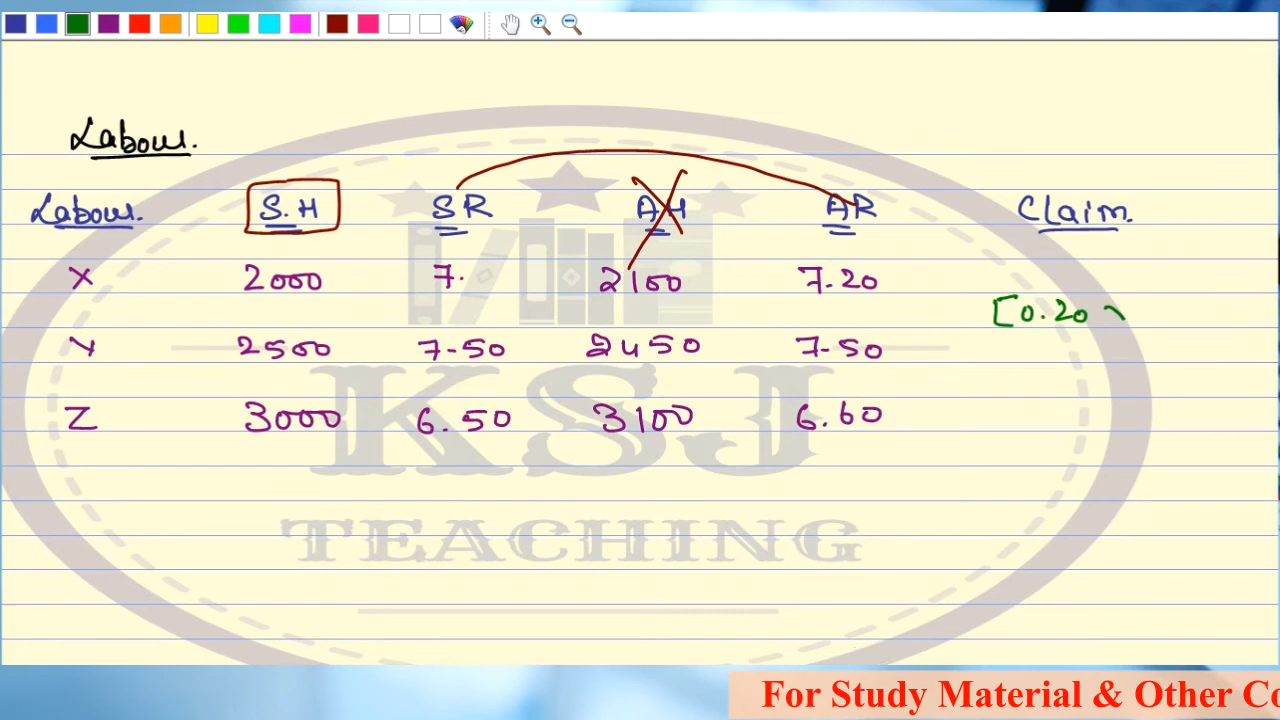 Labour.
Labour. S.H SR AH AR Claim.
X 2000 7. 2100 7.20
[0.20
Y 2500 7.50 2450 7.50
Z 3000 6.50 3100 6.60
KSJ
TEACHING
For Study Material & Other Co